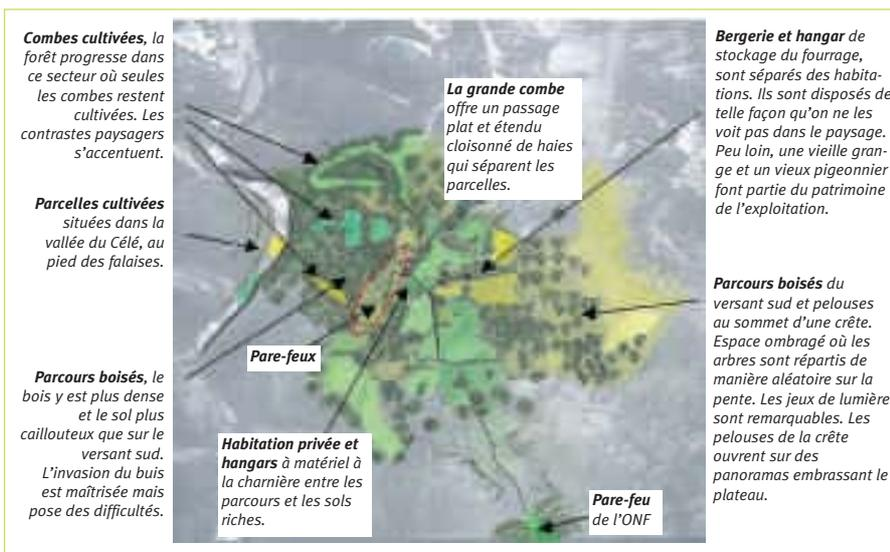 Combes cultivées, la
forêt progresse dans
ce secteur où seules
les combes restent
cultivées. Les
contrastes paysagers
s'accentuent.
Parcelles cultivées
situées dans la
vallée du Célé, au
pied des falaises.
Parcours boisés, le
bois y est plus dense
et le sol plus
caillouteux que sur le
versant sud.
L'invasion du buis
est maîtrisée mais
pose des difficultés.
La grande combe
offre un passage
plat et étendu
cloisonné de haies
qui séparent les
parcelles.
Pare-feux
Habitation privée et
hangars à matériel à
la charnière entre les
parcours et les sols
riches.
Pare-feu
de l'ONF
Bergerie et hangar de
stockage du fourrage,
sont séparés des habita-
tions. Ils sont disposés de
telle façon qu'on ne les
voit pas dans le paysage.
Peu loin, une vieille gran-
ge et un vieux pigeonnier
font partie du patrimoine
de l'exploitation.
Parcours boisés du
versant sud et pelouses
au sommet d'une crête.
Espace ombragé où les
arbres sont répartis de
manière aléatoire sur la
pente. Les jeux de lumière
sont remarquables. Les
pelouses de la crête
ouvrent sur des
panoramas embrassant le
plateau.